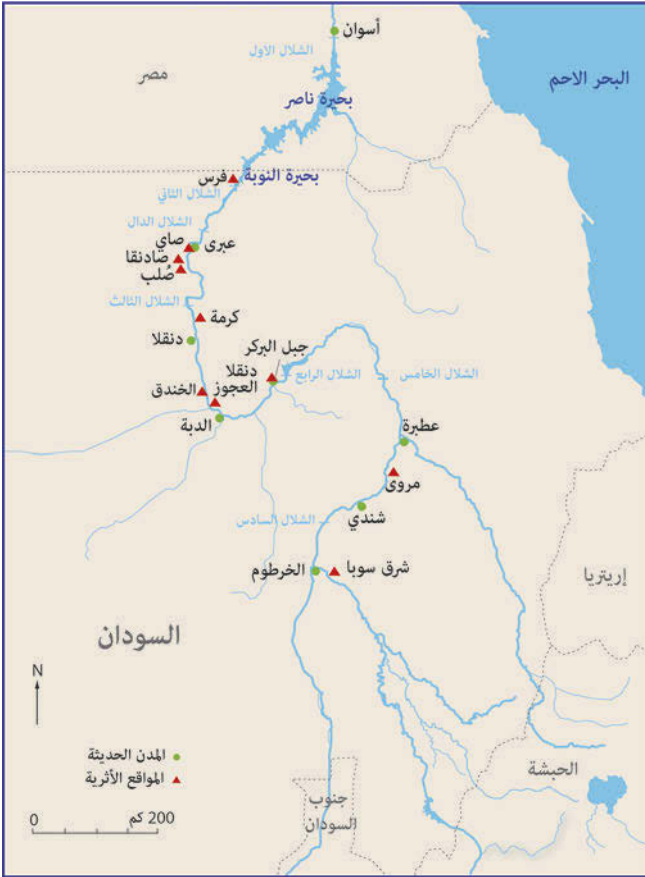 أسوان
الشلال الاول
مصر
البحر الاحم
بحيرة ناصر
فرس
بحيرة النوبة
الشلال الثاني
الشلال الدال
صاي
عبرى
صادنقا
صُلب
الشلال الثالث
كرمة
دنقلا
جبل البركر
دنقلا
العجوز
الشلال الرابع
الشلال الخامس
الخندق
الدبة
عطبرة
مروى
شندي
الشلال السادس
الخرطوم
شرق سوبا
إريتريا
السودان
N
المدن الحديثة
المواقع الأثرية
الحبشة
جنوب
السودان
0
200 كم